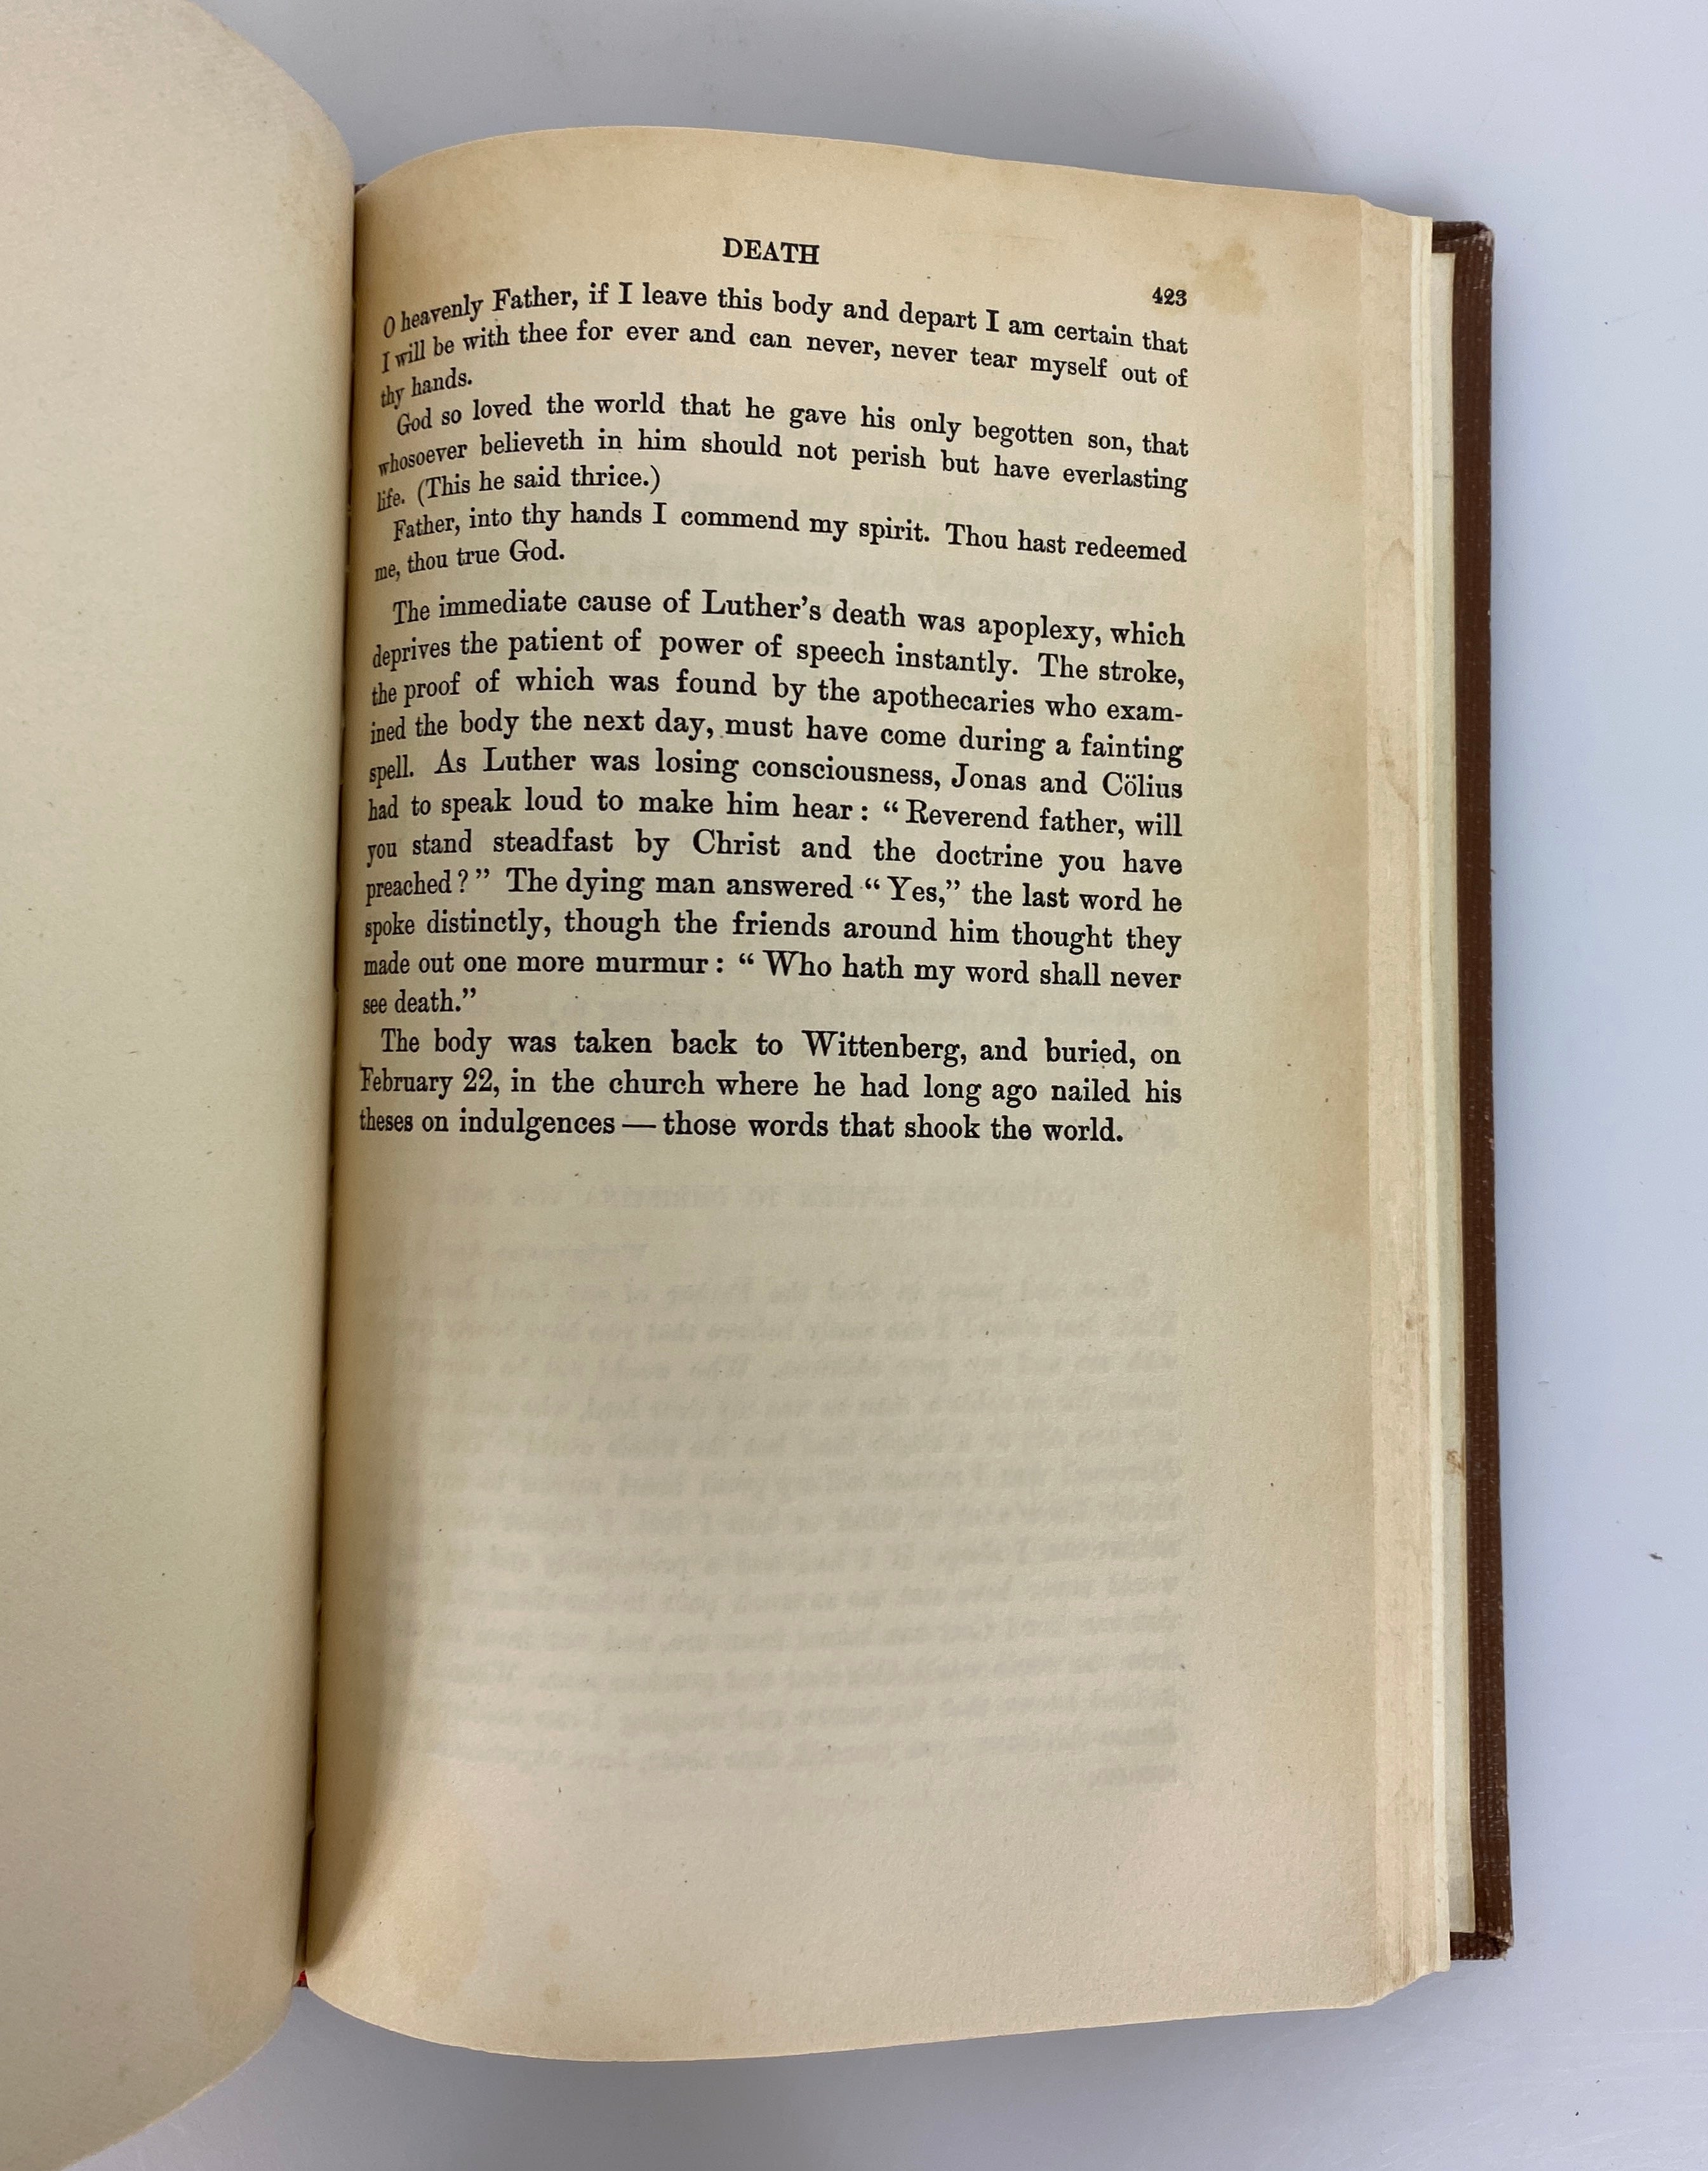 DEATH
423
O heavenly Father, if I leave this body and depart I am certain that
I will be with thee for ever and can never, never tear myself out of
thy hands.
God so loved the world that he gave his only begotten son, that
whosoever believeth in him should not perish but have everlasting
life. (This he said thrice.)
Father, into thy hands I commend my spirit. Thou hast redeemed
me, thou true God.
The immediate cause of Luther's death was apoplexy, which
deprives the patient of power of speech instantly. The stroke,
the proof of which was found by the apothecaries who exam-
ined the body the next day, must have come during a fainting
spell. As Luther was losing consciousness, Jonas and Cölius
had to speak loud to make him hear: “Reverend father, will
you stand steadfast by Christ and the doctrine you have
preached?” The dying man answered “Yes,” the last word he
spoke distinctly, though the friends around him thought they
made out one more murmur: “Who hath my word shall never
see death.”
The body was taken back to Wittenberg, and buried, on
February 22, in the church where he had long ago nailed his
theses on indulgences — those words that shook the world.